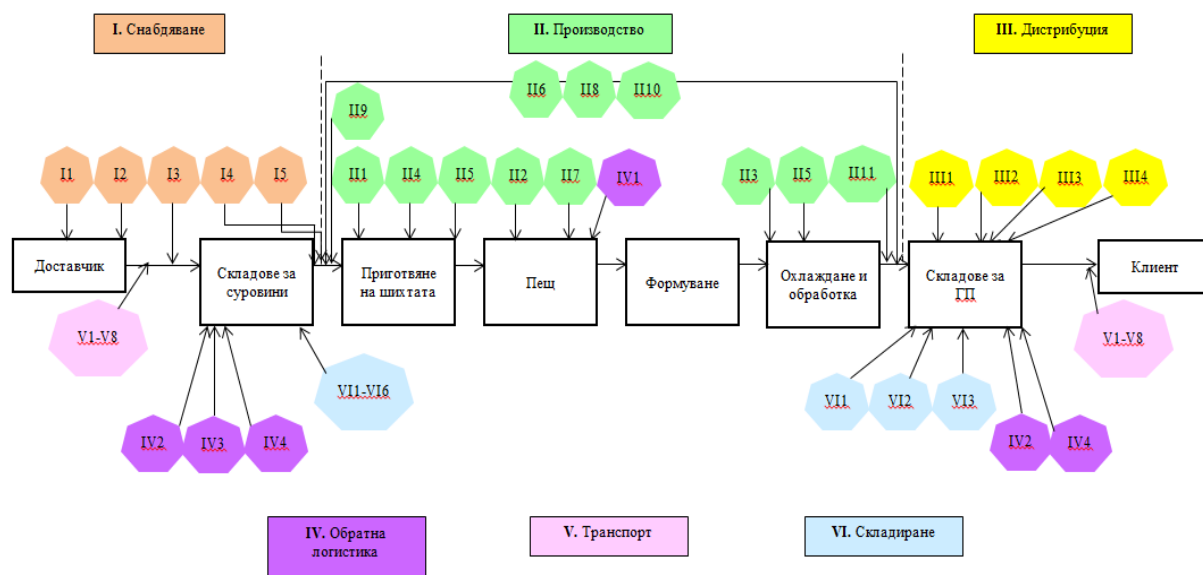 I. Снабдяване
II. Производство
III. Дистрибуция
II6
II8
II10
II9
I1
I2
I3
I4
I5
II1
II4
II5
II2
II7
IV1
II3
II5
II11
III1
III2
III3
III4
Доставчик
Складове за
суровини
Приготвяне
на шихтата
Пещ
Формуване
Охлаждане и
обработка
Складове за
ГП
Клиент
V1-V8
VI1-VI6
V1-V8
VI1
VI2
VI3
IV2
IV3
IV4
IV2
IV4
IV. Обратна
логистика
V. Транспорт
VI. Складиране